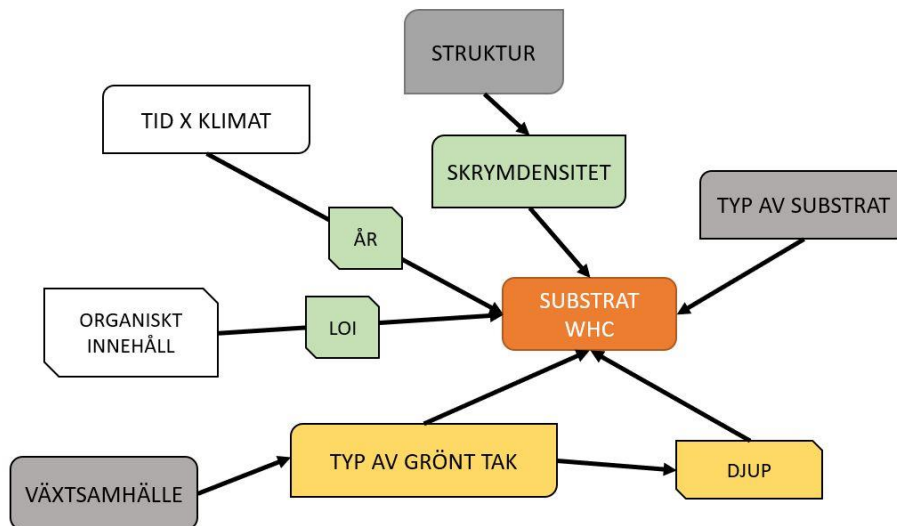 STRUKTUR
TID X KLIMAT
SKRYMDENSITET
TYP AV SUBSTRAT
ÅR
SUBSTRAT
WHC
ORGANISKT
INNEHÅLL
LOI
TYP AV GRÖNT TAK
DJUP
VÄXTSAMHÄLLE